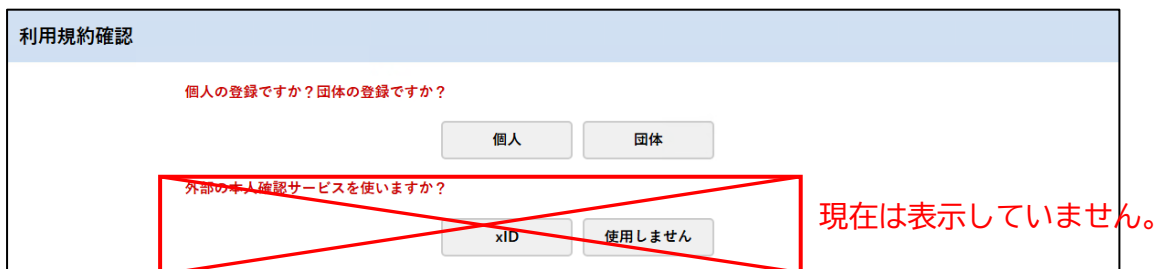 利用規約確認
個人の登録ですか？団体の登録ですか？
個人 団体
外部の本人確認サービスを使いますか？
現在は表示していません。
xID 使用しません